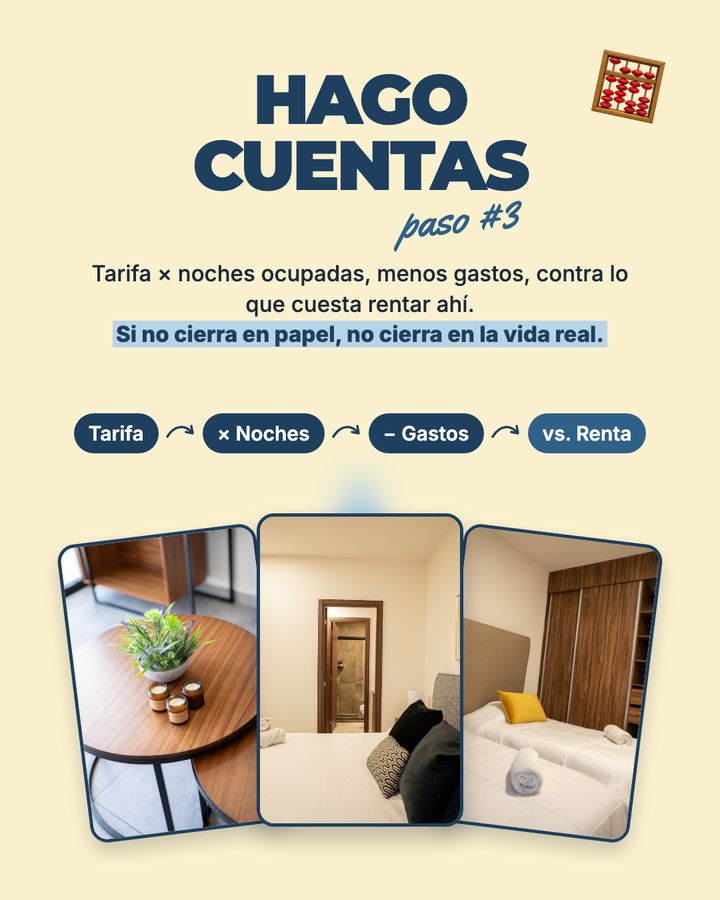 HAGO
CUENTAS
paso #3
Tarifa × noches ocupadas, menos gastos, contra lo
que cuesta rentar ahí.
Si no cierra en papel, no cierra en la vida real.
Tarifa
× Noches
− Gastos
vs. Renta